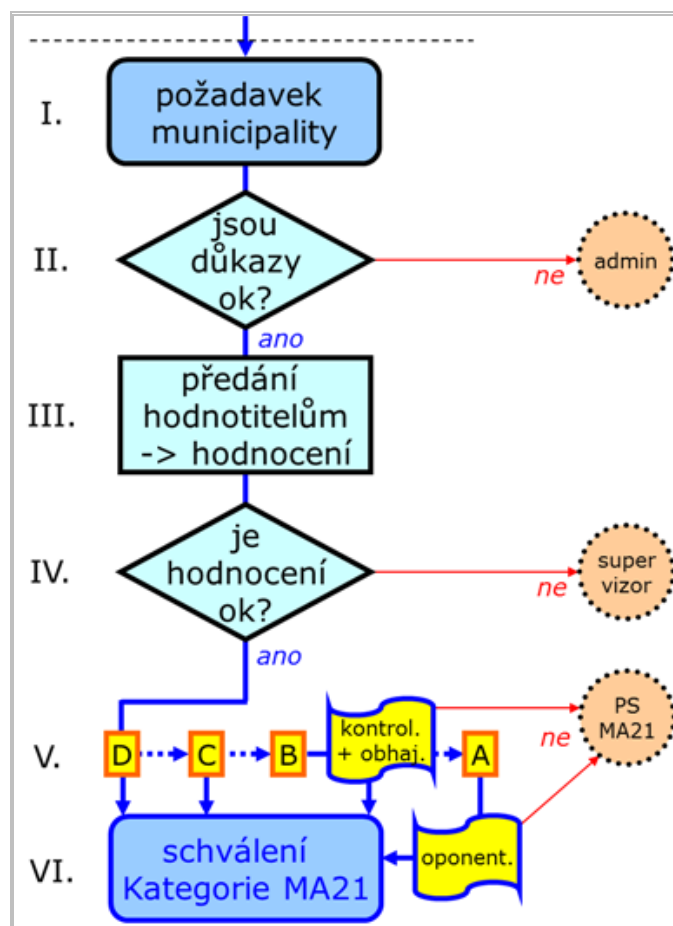 I.
požadavek
municipality
II.
jsou
důkazy
ok?
ne
admin
ano
III.
předání
hodnotitelům
-> hodnocení
IV.
je
hodnocení
ok?
ne
super
vizor
ano
V.
D
C
B
kontrol.
+ obhaj.
A
ne
PS
MA21
VI.
schválení
Kategorie MA21
oponent.